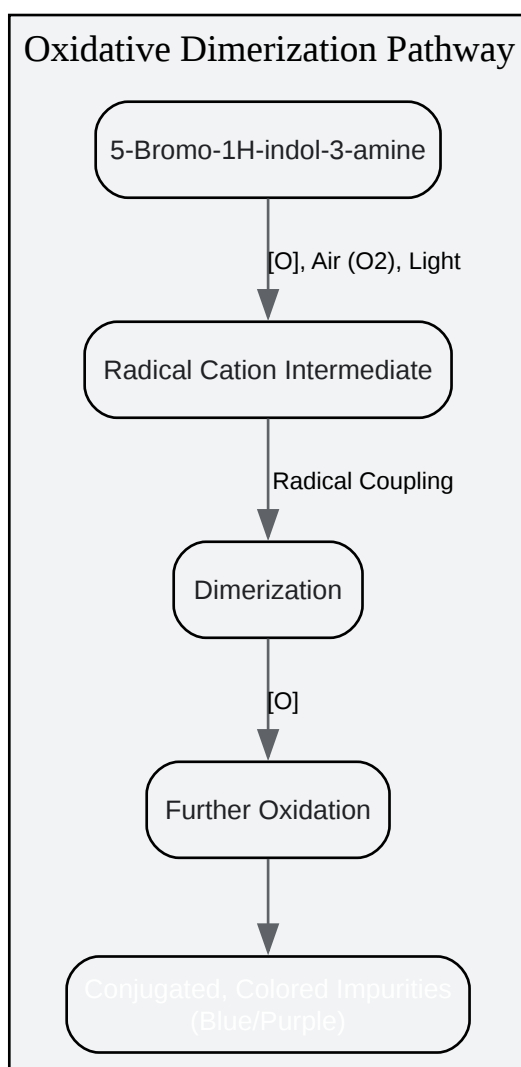 Oxidative Dimerization Pathway
5-Bromo-1H-indol-3-amine
[O], Air (O2), Light
Radical Cation Intermediate
Radical Coupling
Dimerization
[O]
Further Oxidation
Conjugated, Colored Impurities
(Blue/Purple)